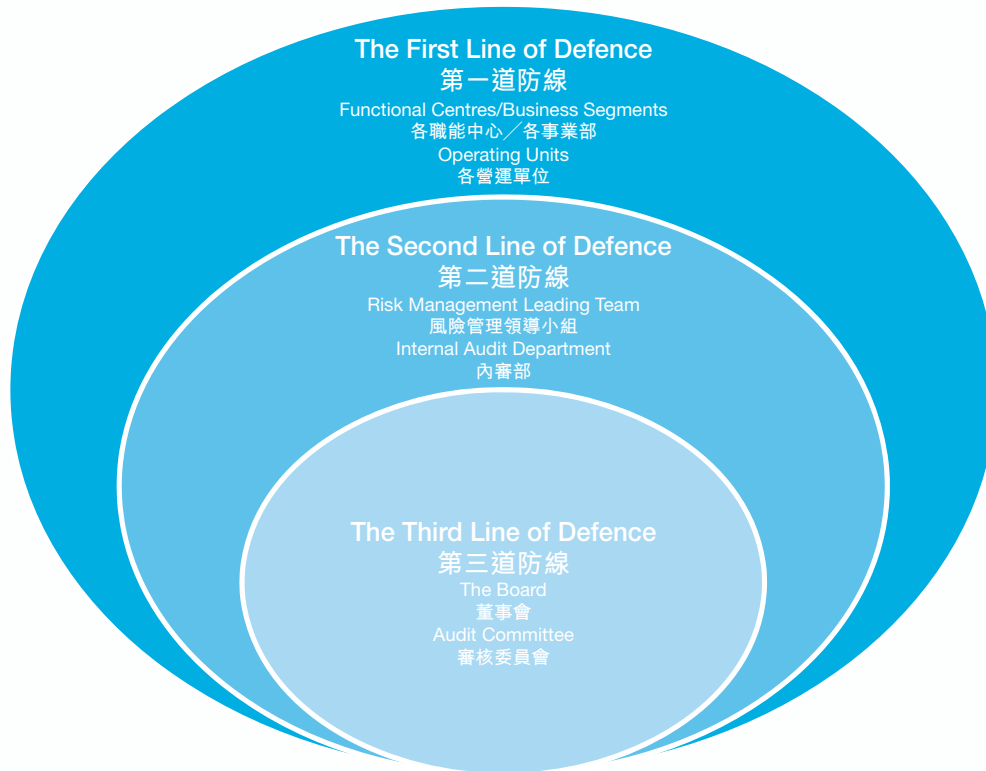 The First Line of Defence
第一道防線
Functional Centres/Business Segments
各職能中心╱各事業部
Operating Units
各營運單位
The Second Line of Defence
第二道防線
Risk Management Leading Team
風險管理領導小組
Internal Audit Department
內審部
The Third Line of Defence
第三道防線
The Board
董事會
Audit Committee
審核委員會